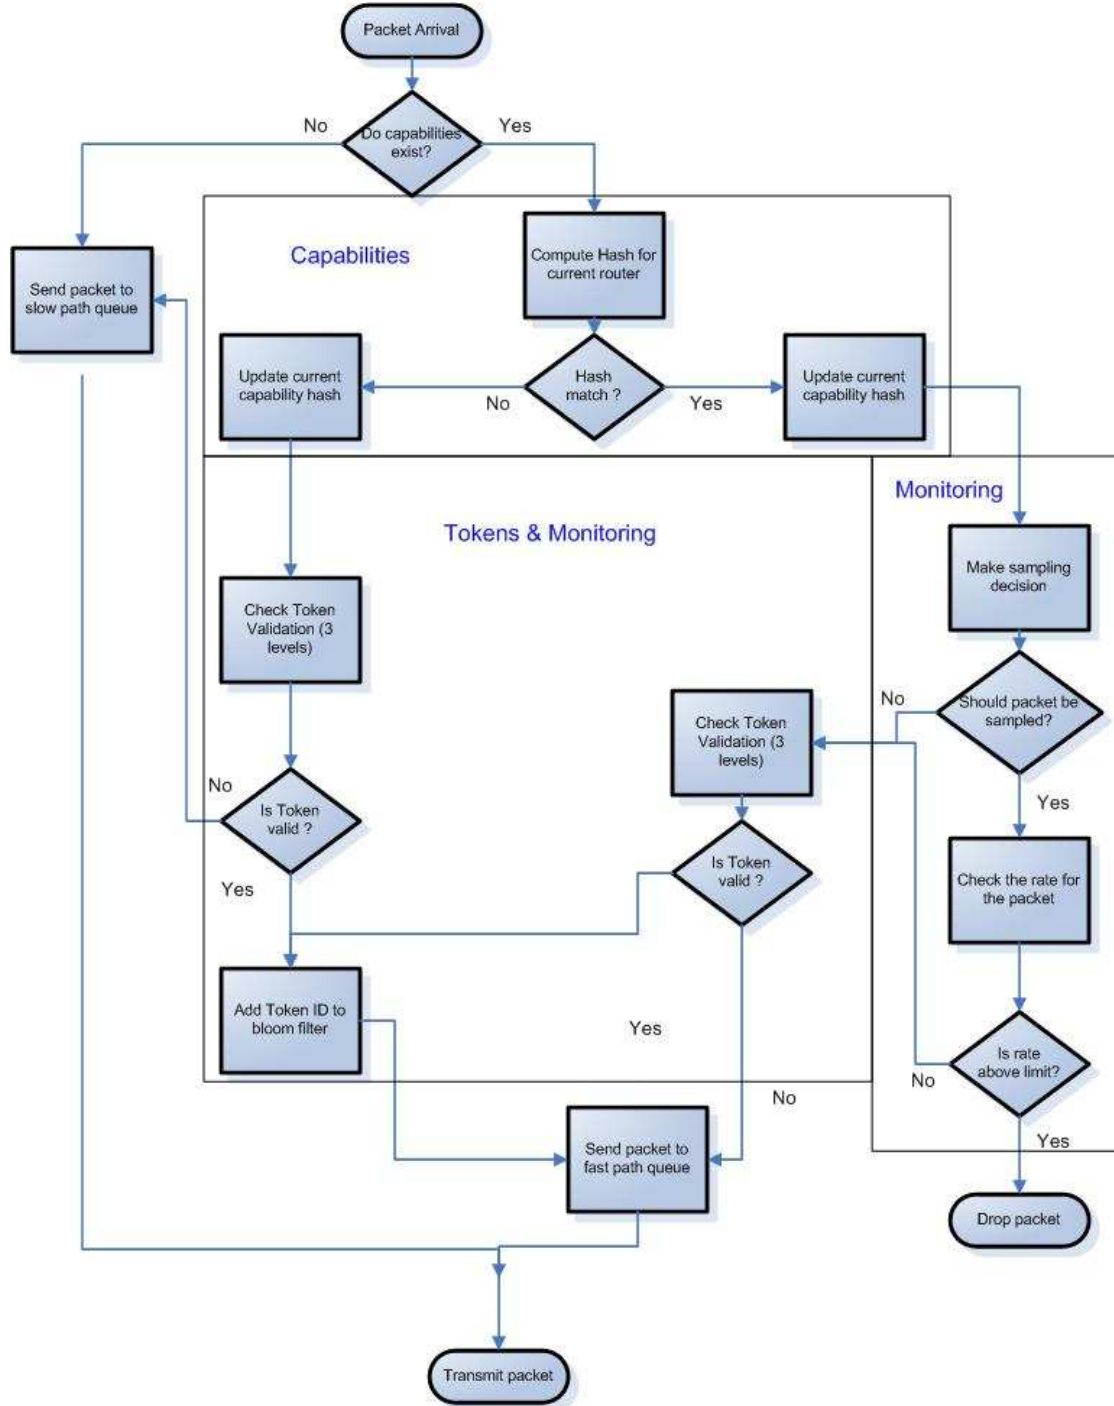 Packet Arrival
No
Yes
Do capabilities
exist?
Capabilities
Compute Hash for
current router
Send packet to
slow path queue
Update current
capability hash
Hash
match ?
Update current
capability hash
No
Yes
Monitoring
Tokens & Monitoring
Make sampling
decision
Check Token
Validation (3
levels)
No
Should packet be
sampled?
Check Token
Validation (3
levels)
No
Yes
Is Token
valid ?
Is Token
valid ?
Yes
Check the rate for
the packet
Add Token ID to
bloom filter
Yes
Is rate
above limit?
No
No
Yes
Send packet to
fast path queue
Drop packet
Transmit packet